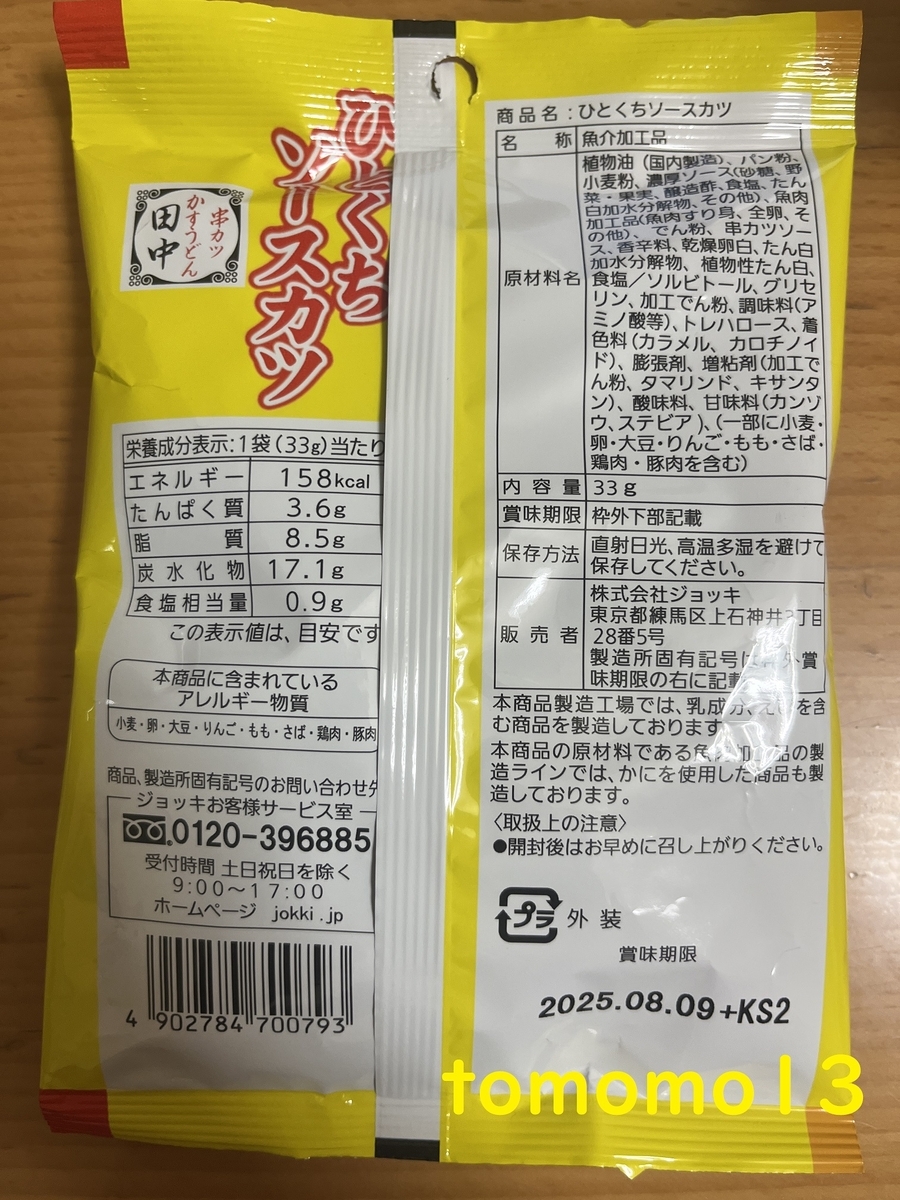 ひとくち
ソースカツ
串カツ
かすうどん
田中
栄養成分表示:1袋(33g)当たり
エネルギー 158kcal
たんぱく質 3.6g
脂質 8.5g
炭水化物 17.1g
食塩相当量 0.9g
この表示値は、目安です
本商品に含まれている
アレルギー物質
小麦・卵・大豆・りんご・もも・さば・鶏肉・豚肉
商品、製造所固有記号のお問い合わせ
ジョッキお客様サービス室
0120-396885
受付時間 土日祝日を除く
9:00〜17:00
ホームページ jokki.jp
4 902784 700793
商品名:ひとくちソースカツ
名称 魚介加工品
原材料名
植物油(国内製造)、パン粉、
小麦粉、濃厚ソース(砂糖、野
菜・果実、醸造酢、食塩、たん
白加水分解物、その他)、魚肉
加工品(魚肉すり身、全卵、そ
の他)、でん粉、串カツソー
ス、香辛料、乾燥卵白、たん白
加水分解物、植物性たん白、
食塩/ソルビトール、グリセ
リン、加工でん粉、調味料(ア
ミノ酸等)、トレハロース、着
色料(カラメル、カロチノイ
ド)、膨張剤、増粘剤(加工で
ん粉、タマリンド、キサンタ
ン)、酸味料、甘味料(カンゾ
ウ、ステビア)、(一部に小麦・
卵・大豆・りんご・もも・さば・
鶏肉・豚肉を含む)
内容量 33g
賞味期限 枠外下部記載
保存方法 直射日光、高温多湿を避けて
保存してください。
販売者
株式会社ジョッキ
東京都練馬区上石神井 丁目
28番5号
製造所固有記号は 外賞
味期限の右に記載
本商品製造工場では、乳成分、えびを含
む商品を製造しております
本商品の原材料である魚肉加工品の製
造ラインでは、かにを使用した商品も製
造しております。
〈取扱上の注意〉
●開封後はお早めに召し上がりください。
プラ 外装
賞味期限
2025.08.09+KS2
tomomo13